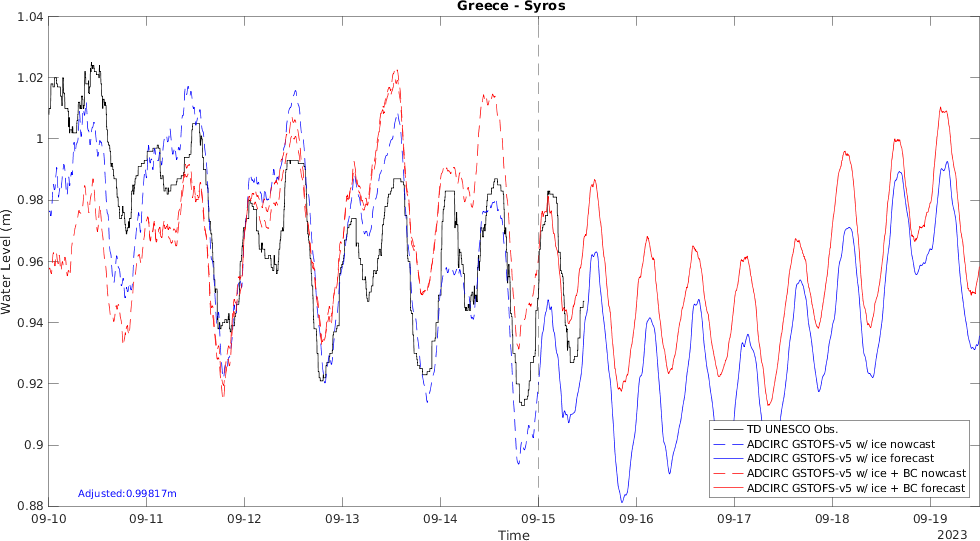 Greece - Syros
1.04
1.02
1
0.98
0.96
0.94
0.92
0.9
0.88
Water Level (m)
Adjusted:0.99817m
TD UNESCO Obs.
ADCIRC GSTOFS-v5 w/ ice nowcast
ADCIRC GSTOFS-v5 w/ ice forecast
ADCIRC GSTOFS-v5 w/ ice + BC nowcast
ADCIRC GSTOFS-v5 w/ ice + BC forecast
09-10 09-11 09-12 09-13 09-14 09-15 09-16 09-17 09-18 09-19
Time
2023